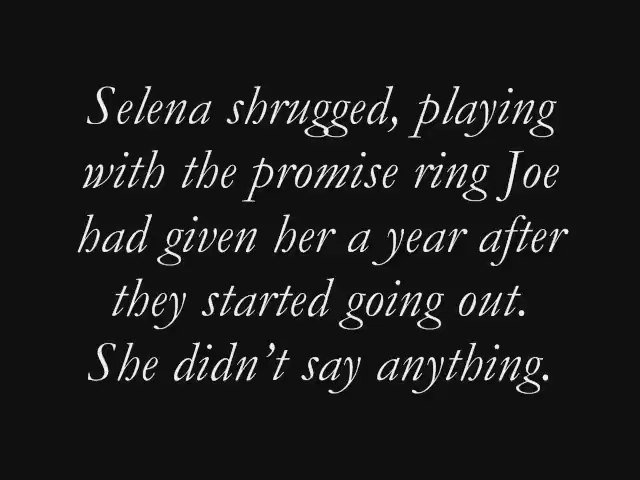 Selena shrugged, playing
with the promise ring Joe
had given her a year after
they started going out.
She didn't say anything.